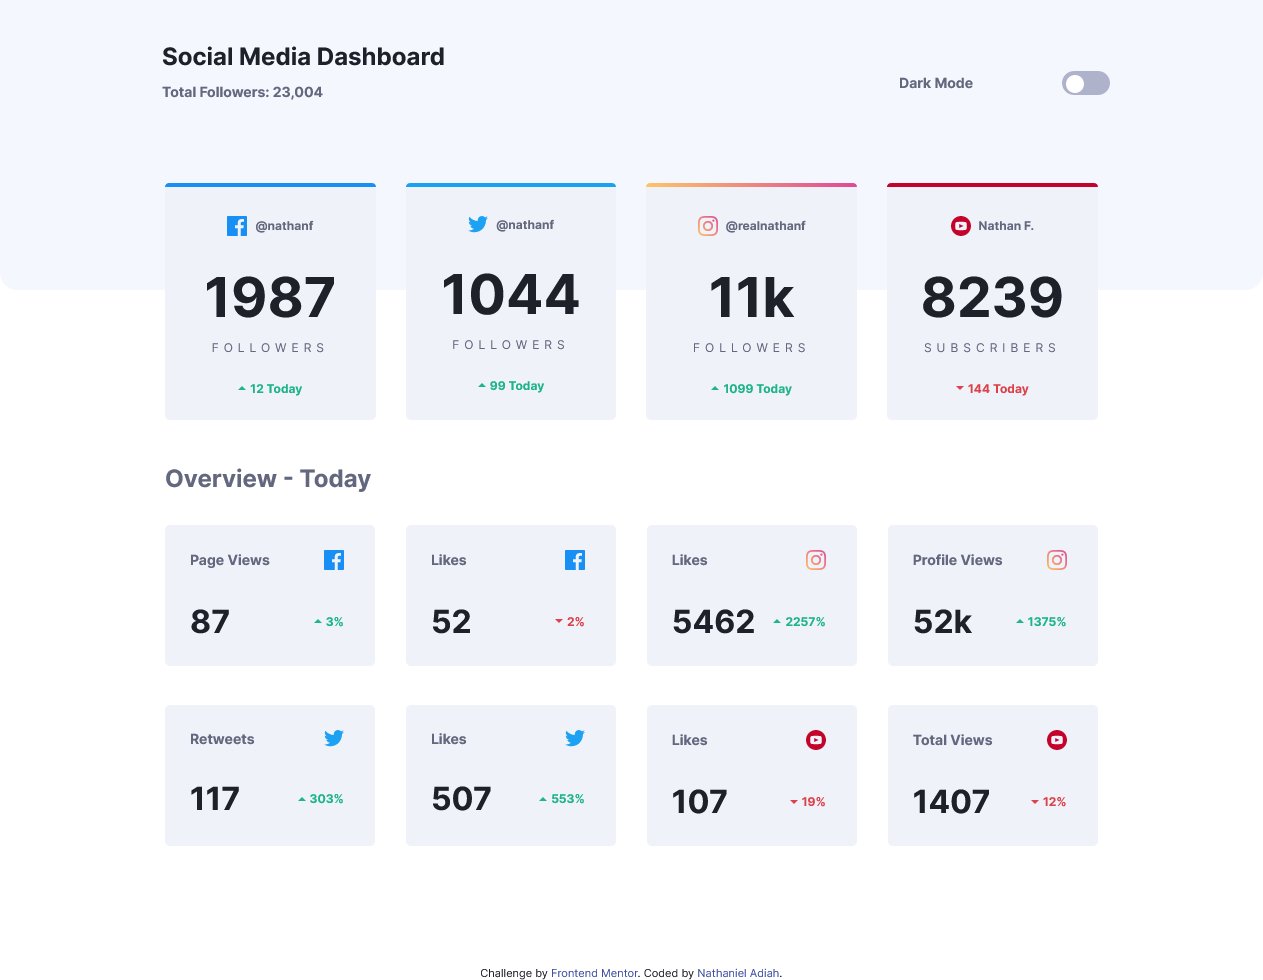 Social Media Dashboard
Total Followers: 23,004
Dark Mode
@nathanf
1987
FOLLOWERS
12 Today
@nathanf
1044
FOLLOWERS
99 Today
@realnathanf
11k
FOLLOWERS
1099 Today
Nathan F.
8239
SUBSCRIBERS
144 Today
Overview - Today
Page Views
87
3%
Likes
52
2%
Likes
5462
2257%
Profile Views
52k
1375%
Retweets
117
303%
Likes
507
553%
Likes
107
19%
Total Views
1407
12%
Challenge by Frontend Mentor. Coded by Nathaniel Adiah.